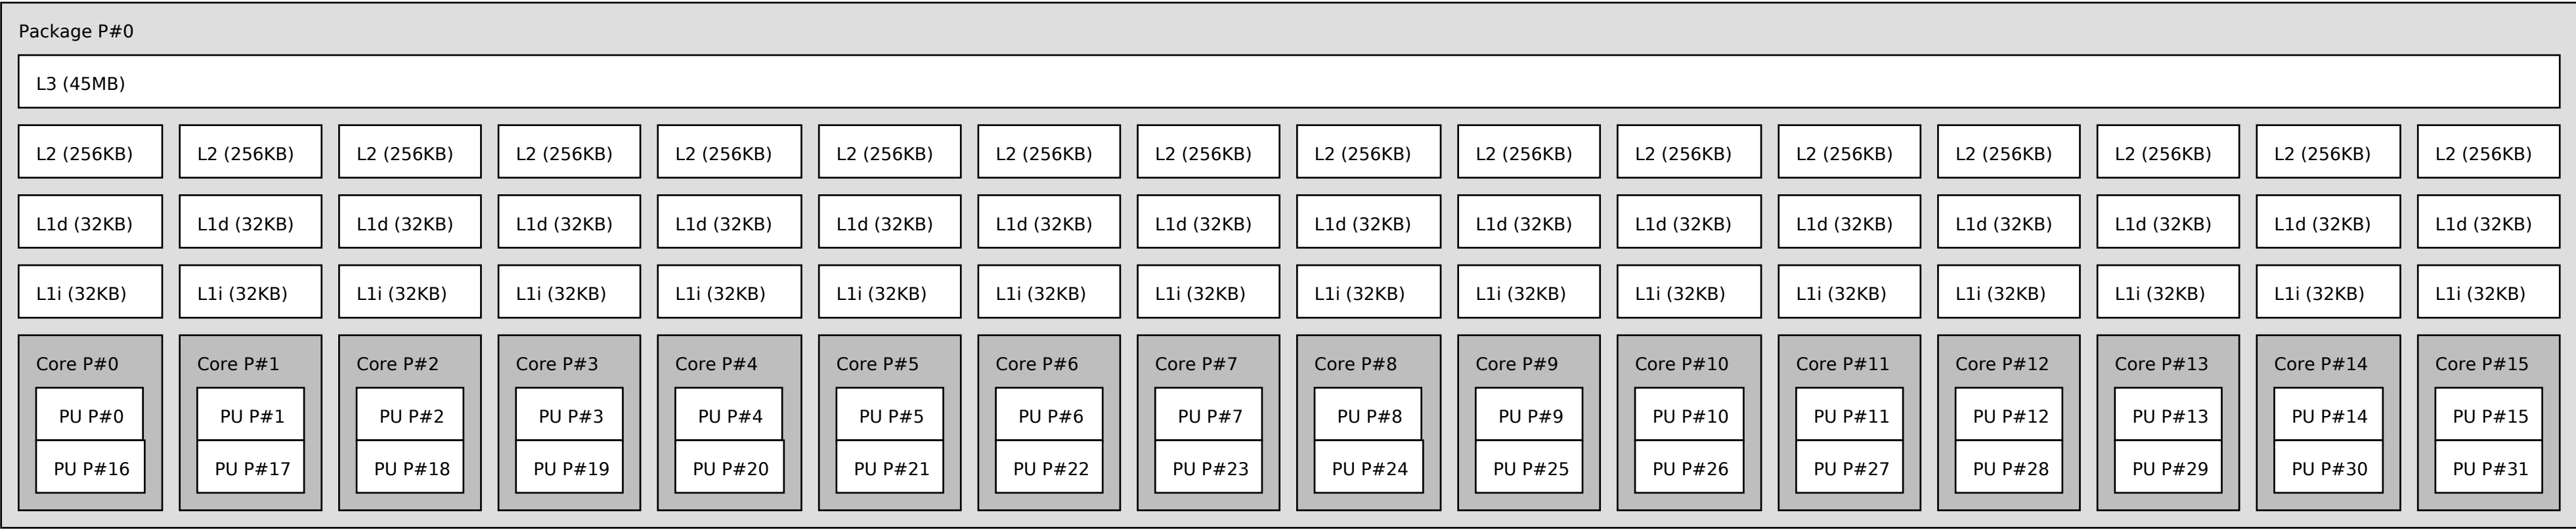 Package P#0
L3 (45MB)
L2 (256KB) L2 (256KB) L2 (256KB) L2 (256KB) L2 (256KB) L2 (256KB) L2 (256KB) L2 (256KB) L2 (256KB) L2 (256KB) L2 (256KB) L2 (256KB) L2 (256KB) L2 (256KB) L2 (256KB) L2 (256KB)
L1d (32KB) L1d (32KB) L1d (32KB) L1d (32KB) L1d (32KB) L1d (32KB) L1d (32KB) L1d (32KB) L1d (32KB) L1d (32KB) L1d (32KB) L1d (32KB) L1d (32KB) L1d (32KB) L1d (32KB) L1d (32KB)
L1i (32KB) L1i (32KB) L1i (32KB) L1i (32KB) L1i (32KB) L1i (32KB) L1i (32KB) L1i (32KB) L1i (32KB) L1i (32KB) L1i (32KB) L1i (32KB) L1i (32KB) L1i (32KB) L1i (32KB) L1i (32KB)
Core P#0 Core P#1 Core P#2 Core P#3 Core P#4 Core P#5 Core P#6 Core P#7 Core P#8 Core P#9 Core P#10 Core P#11 Core P#12 Core P#13 Core P#14 Core P#15
PU P#0 PU P#1 PU P#2 PU P#3 PU P#4 PU P#5 PU P#6 PU P#7 PU P#8 PU P#9 PU P#10 PU P#11 PU P#12 PU P#13 PU P#14 PU P#15
PU P#16 PU P#17 PU P#18 PU P#19 PU P#20 PU P#21 PU P#22 PU P#23 PU P#24 PU P#25 PU P#26 PU P#27 PU P#28 PU P#29 PU P#30 PU P#31